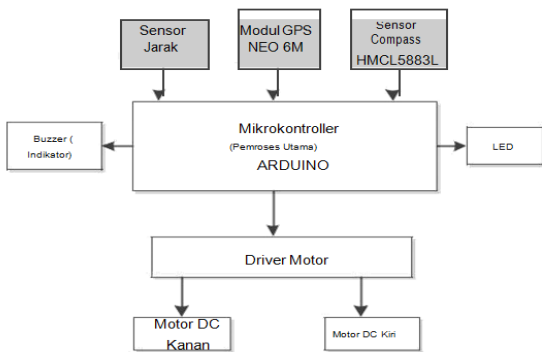 Sensor
Jarak
Modul GPS
NEO 6M
Sensor
Compass
HMCL5883L
Mikrokontroller
(Pemroses Utama)
ARDUINO
Buzzer (
Indikator)
LED
Driver Motor
Motor DC
Kanan
Motor DC Kiri